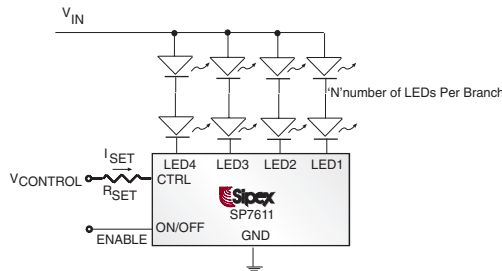 VIN
'N'number of LEDs Per Branch
ISET
LED4 LED3 LED2 LED1
VCONTROL
CTRL
RSET
Sipex
SP7611
ON/OFF
ENABLE
GND